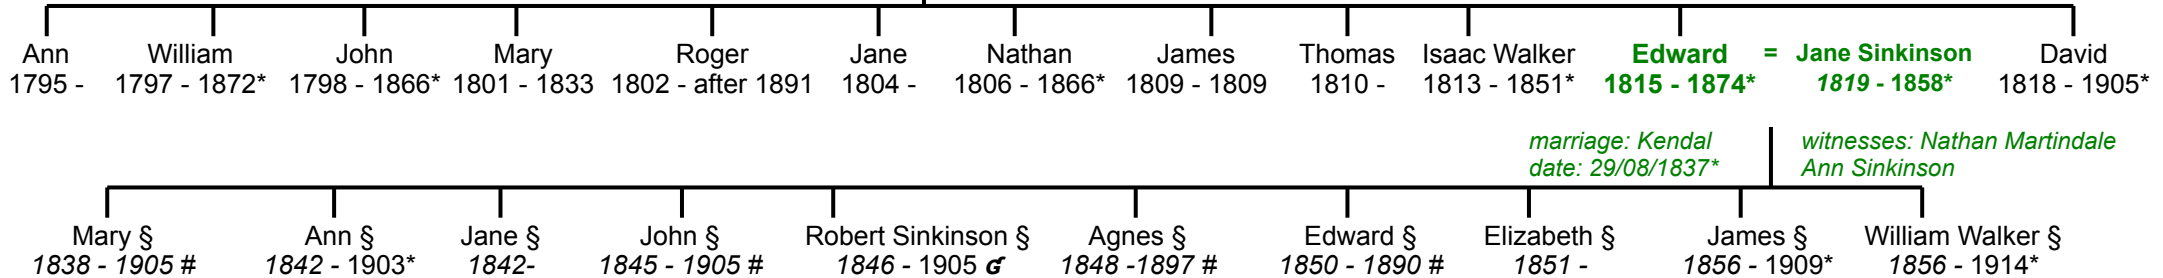 Ann William John Mary Roger Jane Nathan James Thomas Isaac Walker Edward = Jane Sinkinson David
1795 - 1797 - 1872* 1798 - 1866* 1801 - 1833 1802 - after 1891 1804 - 1806 - 1866* 1809 - 1809 1810 - 1813 - 1851* 1815 - 1874* 1819 - 1858* 1818 - 1905*
marriage: Kendal witnesses: Nathan Martindale
date: 29/08/1837* Ann Sinkinson
Mary § Ann § Jane § John § Robert Sinkinson § Agnes § Edward § Elizabeth § James § William Walker §
1838 - 1905 # 1842 - 1903* 1842- 1845 - 1905 # 1846 - 1905 1848 -1897 # 1850 - 1890 # 1851 - 1856 - 1909* 1856 - 1914*